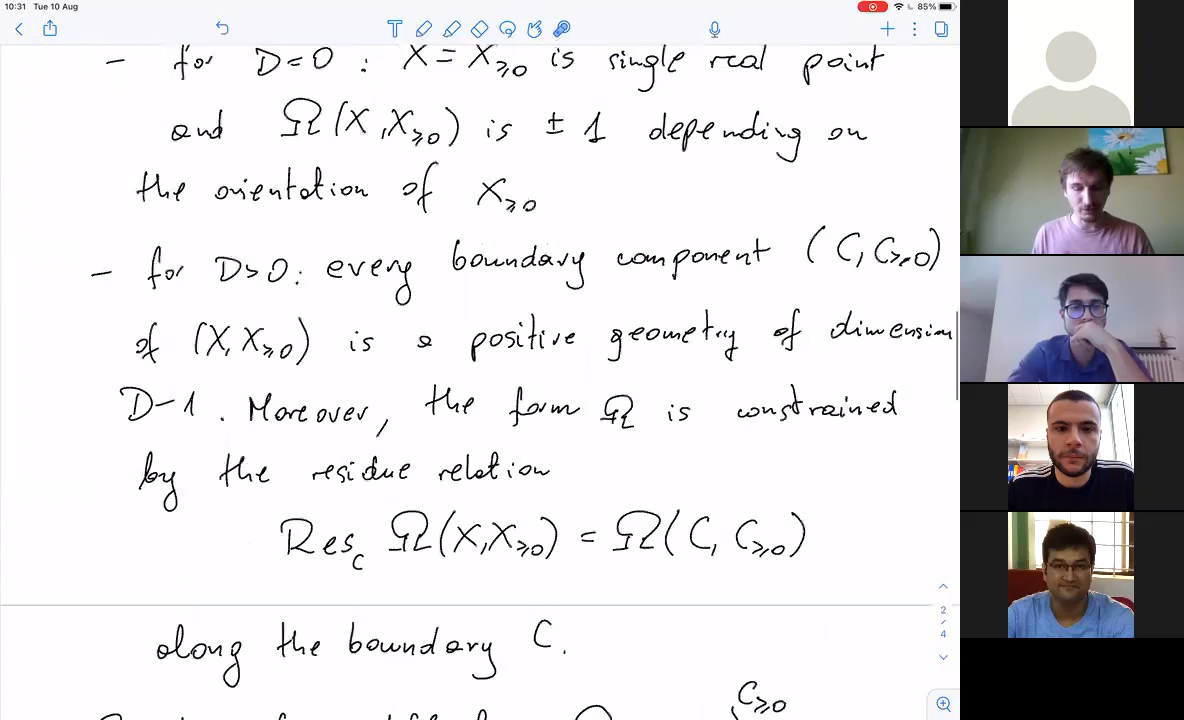 10:31 Tue 10 Aug
85%
- for D=0 : X = X≥0 is single real point
and Ω(X, X≥0) is ± 1 depending on
the orientation of X≥0
- for D>0: every boundary component (C, C≥0)
of (X, X≥0) is a positive geometry of dimension
D-1. Moreover, the form Ω is constrained
by the residue relation
Res_C Ω(X, X≥0) = Ω(C, C≥0)
2
/
4
along the boundary C.
C≥0